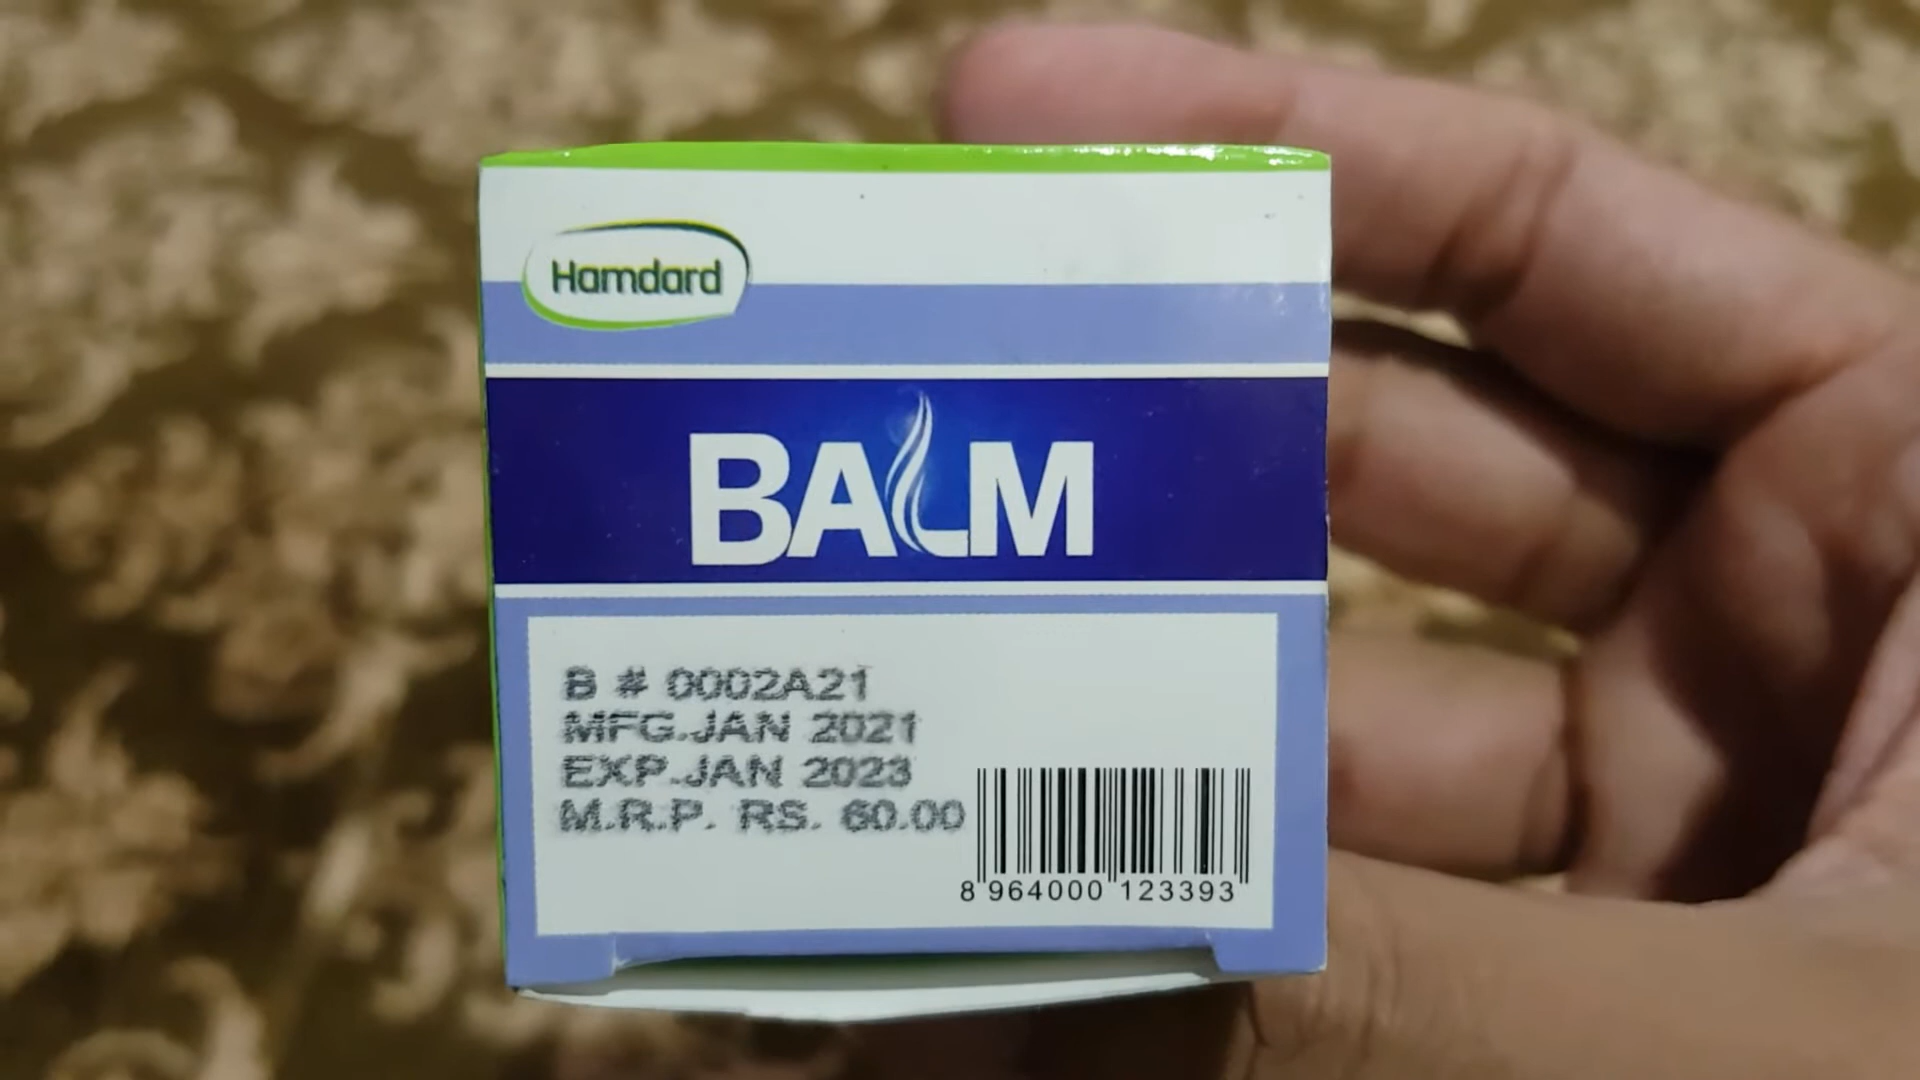 Hamdard
BALM
B # 0002A21
MFG.JAN 2021
EXP.JAN 2023
M.R.P. RS. 60.00
8 964000 123393